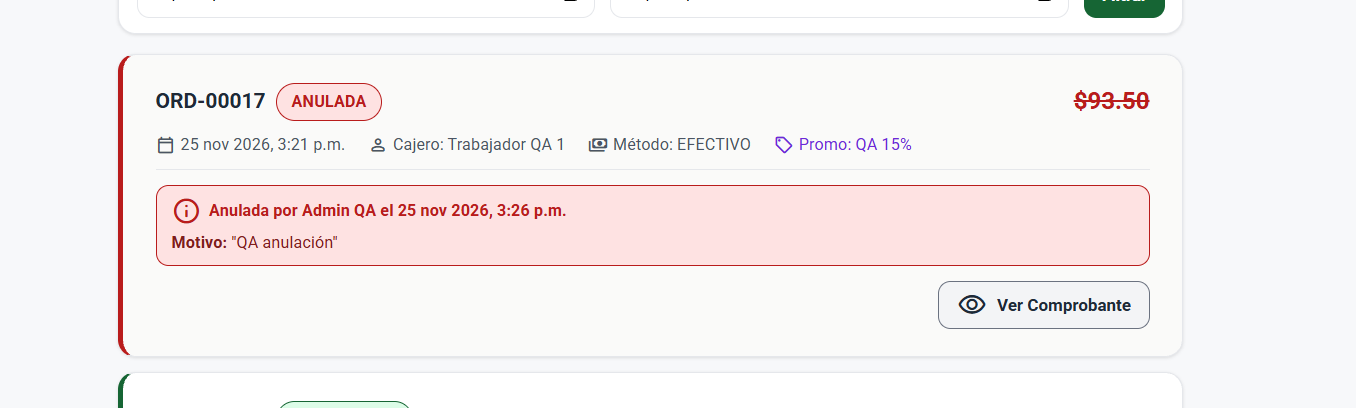 ORD-00017 ANULADA $93.50
25 nov 2026, 3:21 p.m. Cajero: Trabajador QA 1 Método: EFECTIVO Promo: QA 15%
Anulada por Admin QA el 25 nov 2026, 3:26 p.m.
Motivo: "QA anulación"
Ver Comprobante